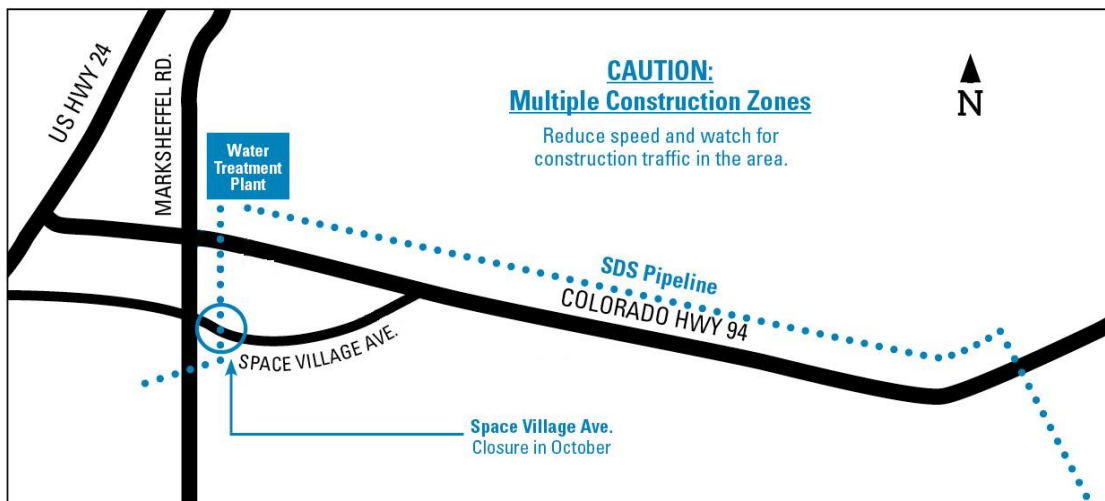 US HWY 24
MARKSHEFFEL RD.
CAUTION:
Multiple Construction Zones
Reduce speed and watch for
construction traffic in the area.
N
Water
Treatment
Plant
SDS Pipeline
COLORADO HWY 94
SPACE VILLAGE AVE.
Space Village Ave.
Closure in October